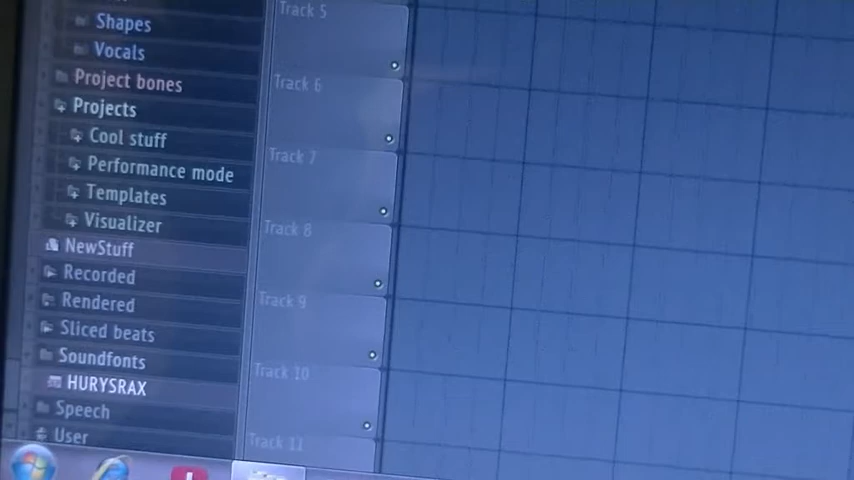 Shapes
Vocals
Project bones
Projects
Cool stuff
Performance mode
Templates
Visualizer
NewStuff
Recorded
Rendered
Sliced beats
Soundfonts
HURYSRAX
Speech
User
Track 5
Track 6
Track 7
Track 8
Track 9
Track 10
Track 11